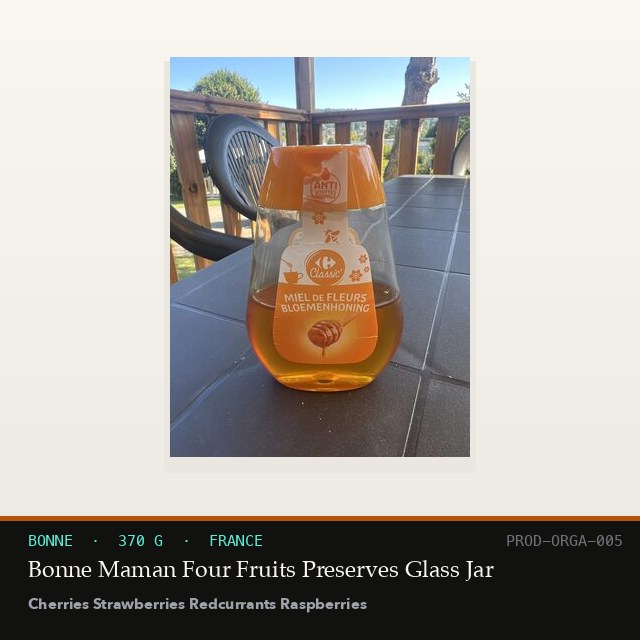 ANTI
Classic'
MIEL DE FLEURS
BLOEMENHONING
BONNE · 370 G · FRANCE
PROD–ORGA–005
Bonne Maman Four Fruits Preserves Glass Jar
Cherries Strawberries Redcurrants Raspberries